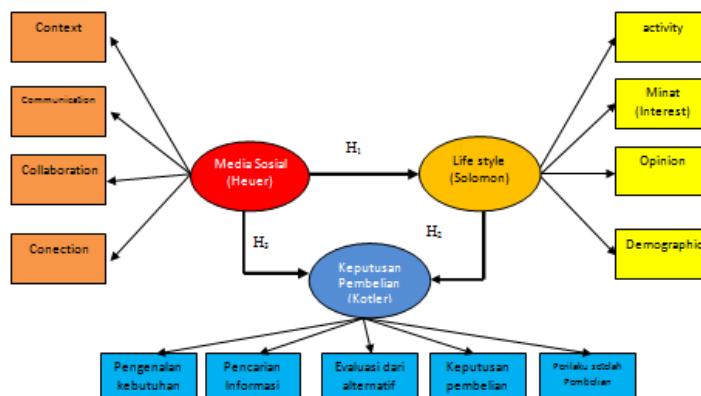 Context
Communication
Collaboration
Conection
Media Sosial
(Heuer)
H₁
Life style
(Solomon)
activity
Minat
(Interest)
Opinion
Demographic
H₃
H₂
Keputusan
Pembelian
(Kotler)
Pengenalan
kebutuhan
Pencarian
Informasi
Evaluasi dari
alternatif
Keputusan
pembelian
Perilaku setelah
Pembelian